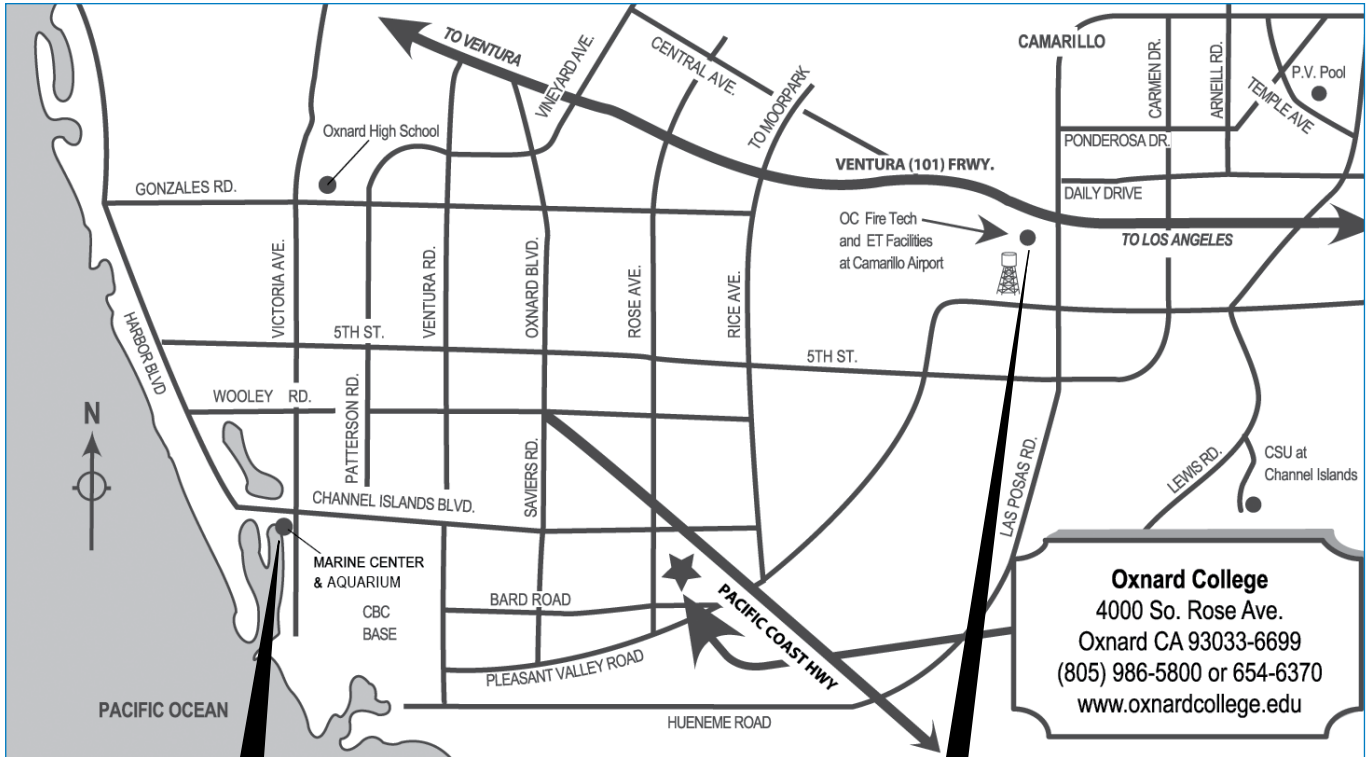 TO VENTURA
VINEYARD AVE.
CENTRAL AVE.
TO MOORPARK
CAMARILLO
CARMEN DR.
ARNEILL RD.
P.V. Pool
TEMPLE AVE
Oxnard High School
PONDEROSA DR.
VENTURA (101) FRWY.
GONZALES RD.
DAILY DRIVE
OC Fire Tech
and ET Facilities
at Camarillo Airport
TO LOS ANGELES
VICTORIA AVE.
VENTURA RD.
OXNARD BLVD.
ROSE AVE.
RICE AVE.
HARBOR BLVD
5TH ST.
5TH ST.
WOOLEY RD.
PATTERSON RD.
N
SAVIERS RD.
LAS POSAS RD.
LEWIS RD.
CSU at
Channel Islands
CHANNEL ISLANDS BLVD.
MARINE CENTER
& AQUARIUM
CBC
BASE
BARD ROAD
PACIFIC COAST HWY
PLEASANT VALLEY ROAD
PACIFIC OCEAN
HUENEME ROAD
Oxnard College
4000 So. Rose Ave.
Oxnard CA 93033-6699
(805) 986-5800 or 654-6370
www.oxnardcollege.edu